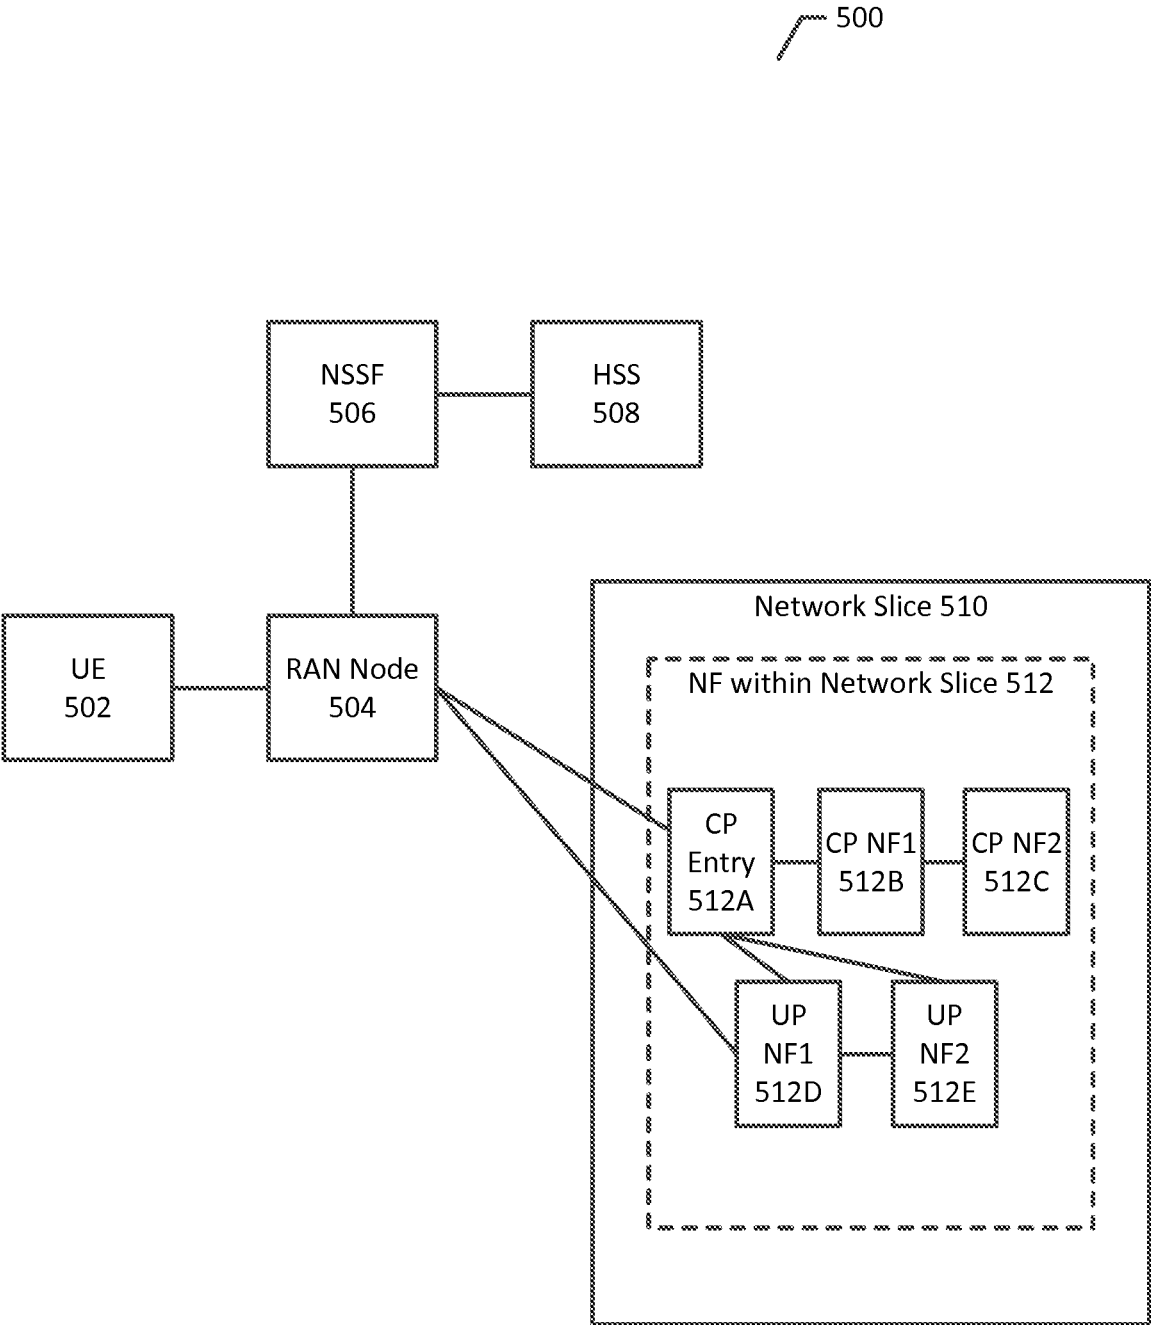 500
NSSF
506
HSS
508
Network Slice 510
UE
502
RAN Node
504
NF within Network Slice 512
CP
Entry
512A
CP NF1
512B
CP NF2
512C
UP
NF1
512D
UP
NF2
512E